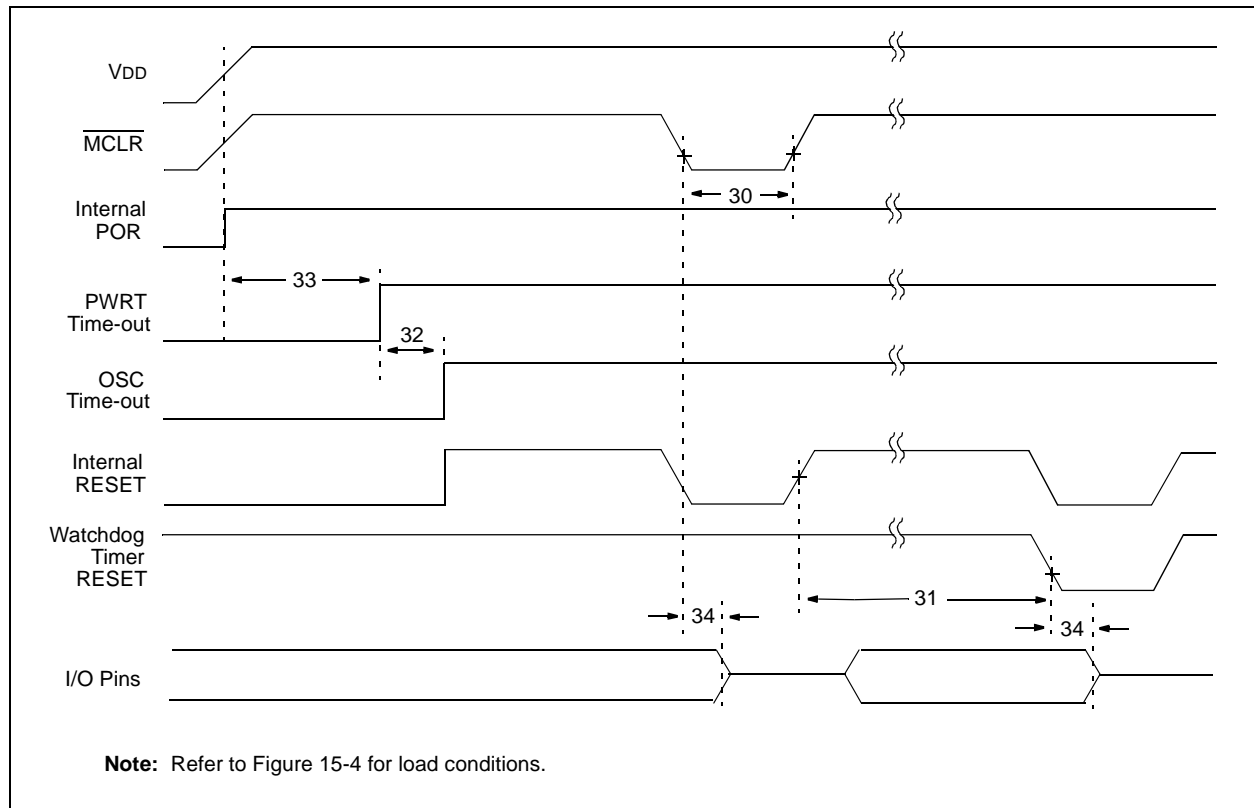 VDD
MCLR
30
Internal
POR
33
PWRT
Time-out
32
OSC
Time-out
Internal
RESET
Watchdog
Timer
RESET
31
34
34
I/O Pins
Note: Refer to Figure 15-4 for load conditions.